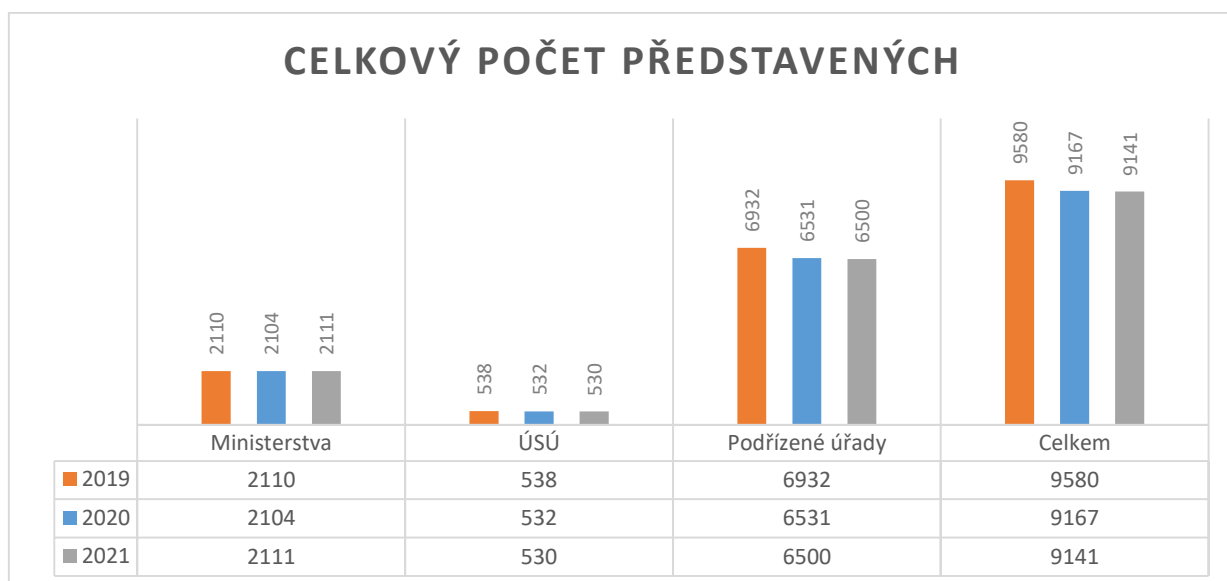 CELKOVÝ POČET PŘEDSTAVENÝCH
2110
2104
2111
538
532
530
6932
6531
6500
9580
9167
9141
Ministerstva ÚSÚ Podřízené úřady Celkem
2019 2110 538 6932 9580
2020 2104 532 6531 9167
2021 2111 530 6500 9141